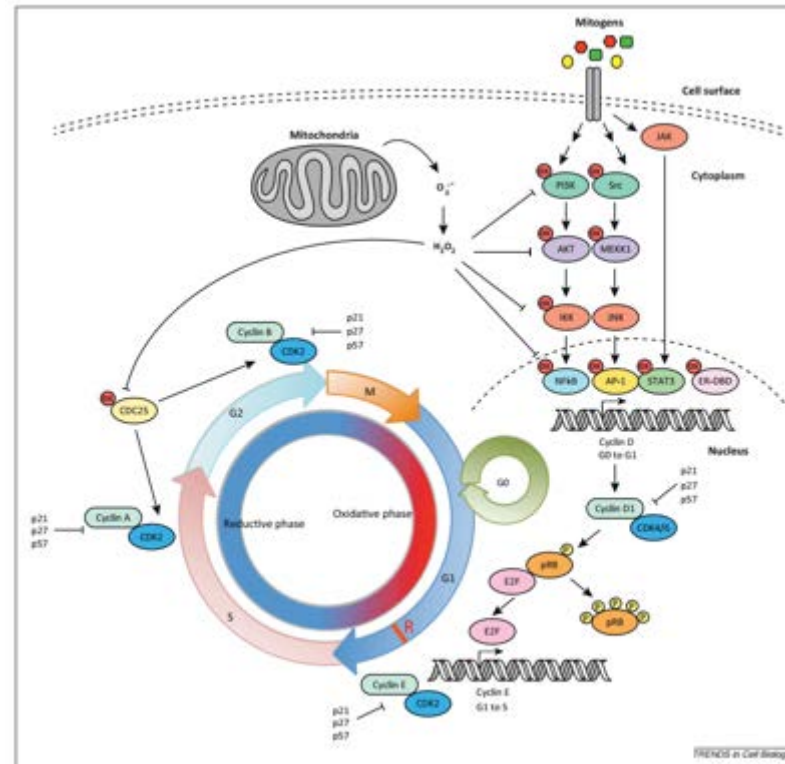 Mitogens
Cell surface
JAK
Mitochondria
Cytoplasm
O₂•−
PI3K
Src
H₂O₂
AKT
MEKK1
IKK
JNK
p21
Cyclin B
p27
CDK2
p57
NFkB
AP-1
STAT3
ER-DBD
M
CDC25
G2
Cyclin D
G0 to G1
Nucleus
G0
p21
p27
p57
p21
Cyclin A
p27
CDK2
p57
Reductive phase
Oxidative phase
Cyclin D1
CDK4/6
G1
P
pRB
E2F
S
P P P P P
pRB
R
E2F
Cyclin E
CDK2
Cyclin E
G1 to S
p21
p27
p57
TRENDS in Cell Biology